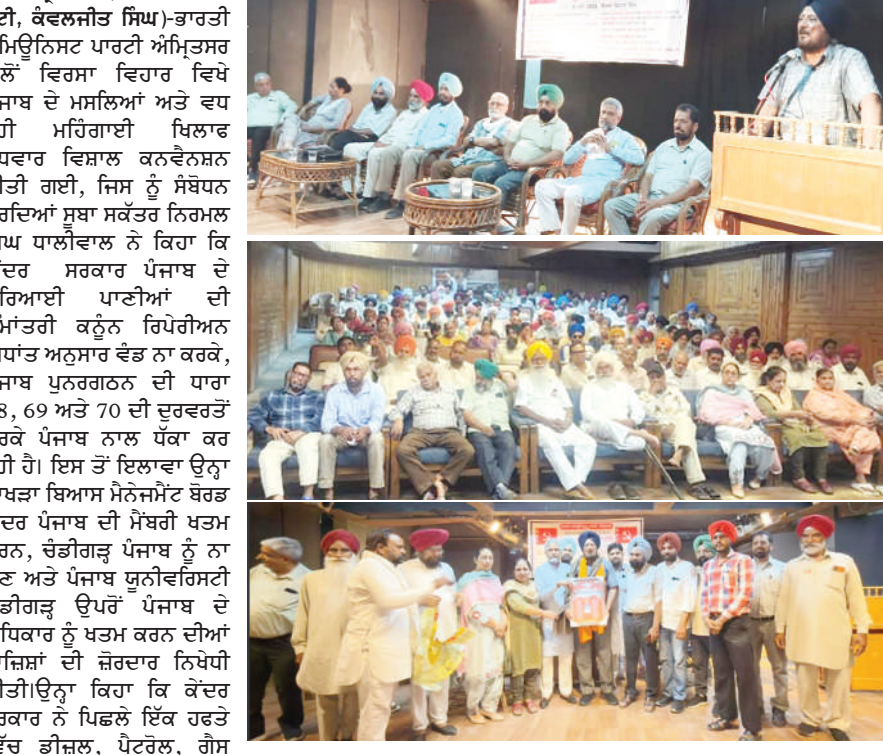 ਟੀ, ਕੰਵਲਜੀਤ ਸਿੰਘ)-ਭਾਰਤੀ
ਮਿਊਨਿਸਟ ਪਾਰਟੀ ਅੰਮ੍ਰਿਤਸਰ
ਲੋਂ ਵਿਰਸਾ ਵਿਹਾਰ ਵਿਖੇ
ਜਾਬ ਦੇ ਮਸਲਿਆਂ ਅਤੇ ਵਧ
ਹੀ ਮਹਿੰਗਾਈ ਖਿਲਾਫ
ਧਵਾਰ ਵਿਸ਼ਾਲ ਕਨਵੈਨਸ਼ਨ
ੀਤੀ ਗਈ, ਜਿਸ ਨੂੰ ਸੰਬੋਧਨ
ਰਦਿਆਂ ਸੂਬਾ ਸਕੱਤਰ ਨਿਰਮਲ
ਘ ਧਾਲੀਵਾਲ ਨੇ ਕਿਹਾ ਕਿ
ਂਦਰ ਸਰਕਾਰ ਪੰਜਾਬ ਦੇ
ਰਿਆਈ ਪਾਣੀਆਂ ਦੀ
ਮਾਂਤਰੀ ਕਨੂੰਨ ਰਿਪੇਰੀਅਨ
ਧਾਂਤ ਅਨੁਸਾਰ ਵੰਡ ਨਾ ਕਰਕੇ,
ਜਾਬ ਪੁਨਰਗਠਨ ਦੀ ਧਾਰਾ
8, 69 ਅਤੇ 70 ਦੀ ਦੁਰਵਰਤੋਂ
ਰਕੇ ਪੰਜਾਬ ਨਾਲ ਧੱਕਾ ਕਰ
ਹੀ ਹੈ। ਇਸ ਤੋਂ ਇਲਾਵਾ ਉਨ੍ਹਾ
ਾਖੜਾ ਬਿਆਸ ਮੈਨੇਜਮੈਂਟ ਬੋਰਡ
ਦਰ ਪੰਜਾਬ ਦੀ ਮੈਂਬਰੀ ਖਤਮ
ਰਨ, ਚੰਡੀਗੜ੍ਹ ਪੰਜਾਬ ਨੂੰ ਨਾ
ਣ ਅਤੇ ਪੰਜਾਬ ਯੂਨੀਵਰਿਸਟੀ
ੰਡੀਗੜ੍ਹ ਉਪਰੋਂ ਪੰਜਾਬ ਦੇ
ਧਿਕਾਰ ਨੂੰ ਖਤਮ ਕਰਨ ਦੀਆਂ
ਾਜ਼ਿਸ਼ਾਂ ਦੀ ਜ਼ੋਰਦਾਰ ਨਿਖੇਧੀ
ੀਤੀ।ਉਨ੍ਹਾ ਕਿਹਾ ਕਿ ਕੇਂਦਰ
ਰਕਾਰ ਨੇ ਪਿਛਲੇ ਇੱਕ ਹਫਤੇ
ਿੱਚ ਡੀਜ਼ਲ, ਪੈਟਰੋਲ, ਗੈਸ